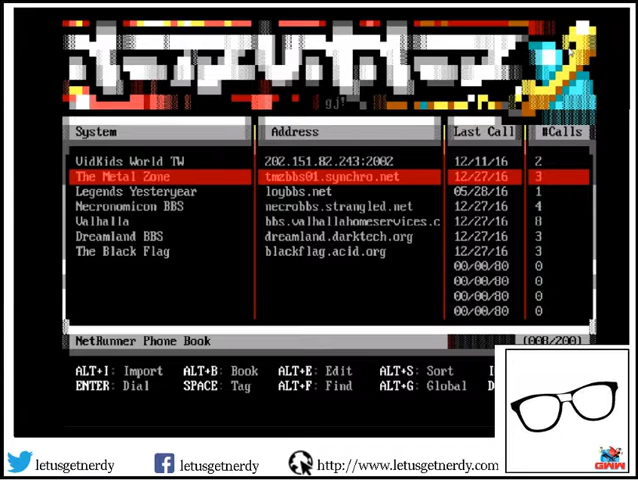 gj!
System Address Last Call #Calls
VidKids World TW 202.151.82.243:2002 12/11/16 2
The Metal Zone tmzbbs01.synchro.net 12/27/16 3
Legends Yesteryear loybbs.net 05/28/16 1
Necronomicon BBS necrobbs.strangled.net 12/27/16 4
Valhalla bbs.valhallahomeservices.c 12/27/16 8
Dreamland BBS dreamland.darktech.org 12/27/16 3
The Black Flag blackflag.acid.org 12/27/16 3
00/00/80 0
00/00/80 0
00/00/80 0
00/00/80 0
NetRunner Phone Book (008/200)
ALT+I: Import ALT+B: Book ALT+E: Edit ALT+S: Sort
ENTER: Dial SPACE: Tag ALT+F: Find ALT+G: Global D
GWW
letusgetnerdy letusgetnerdy http://www.letusgetnerdy.com